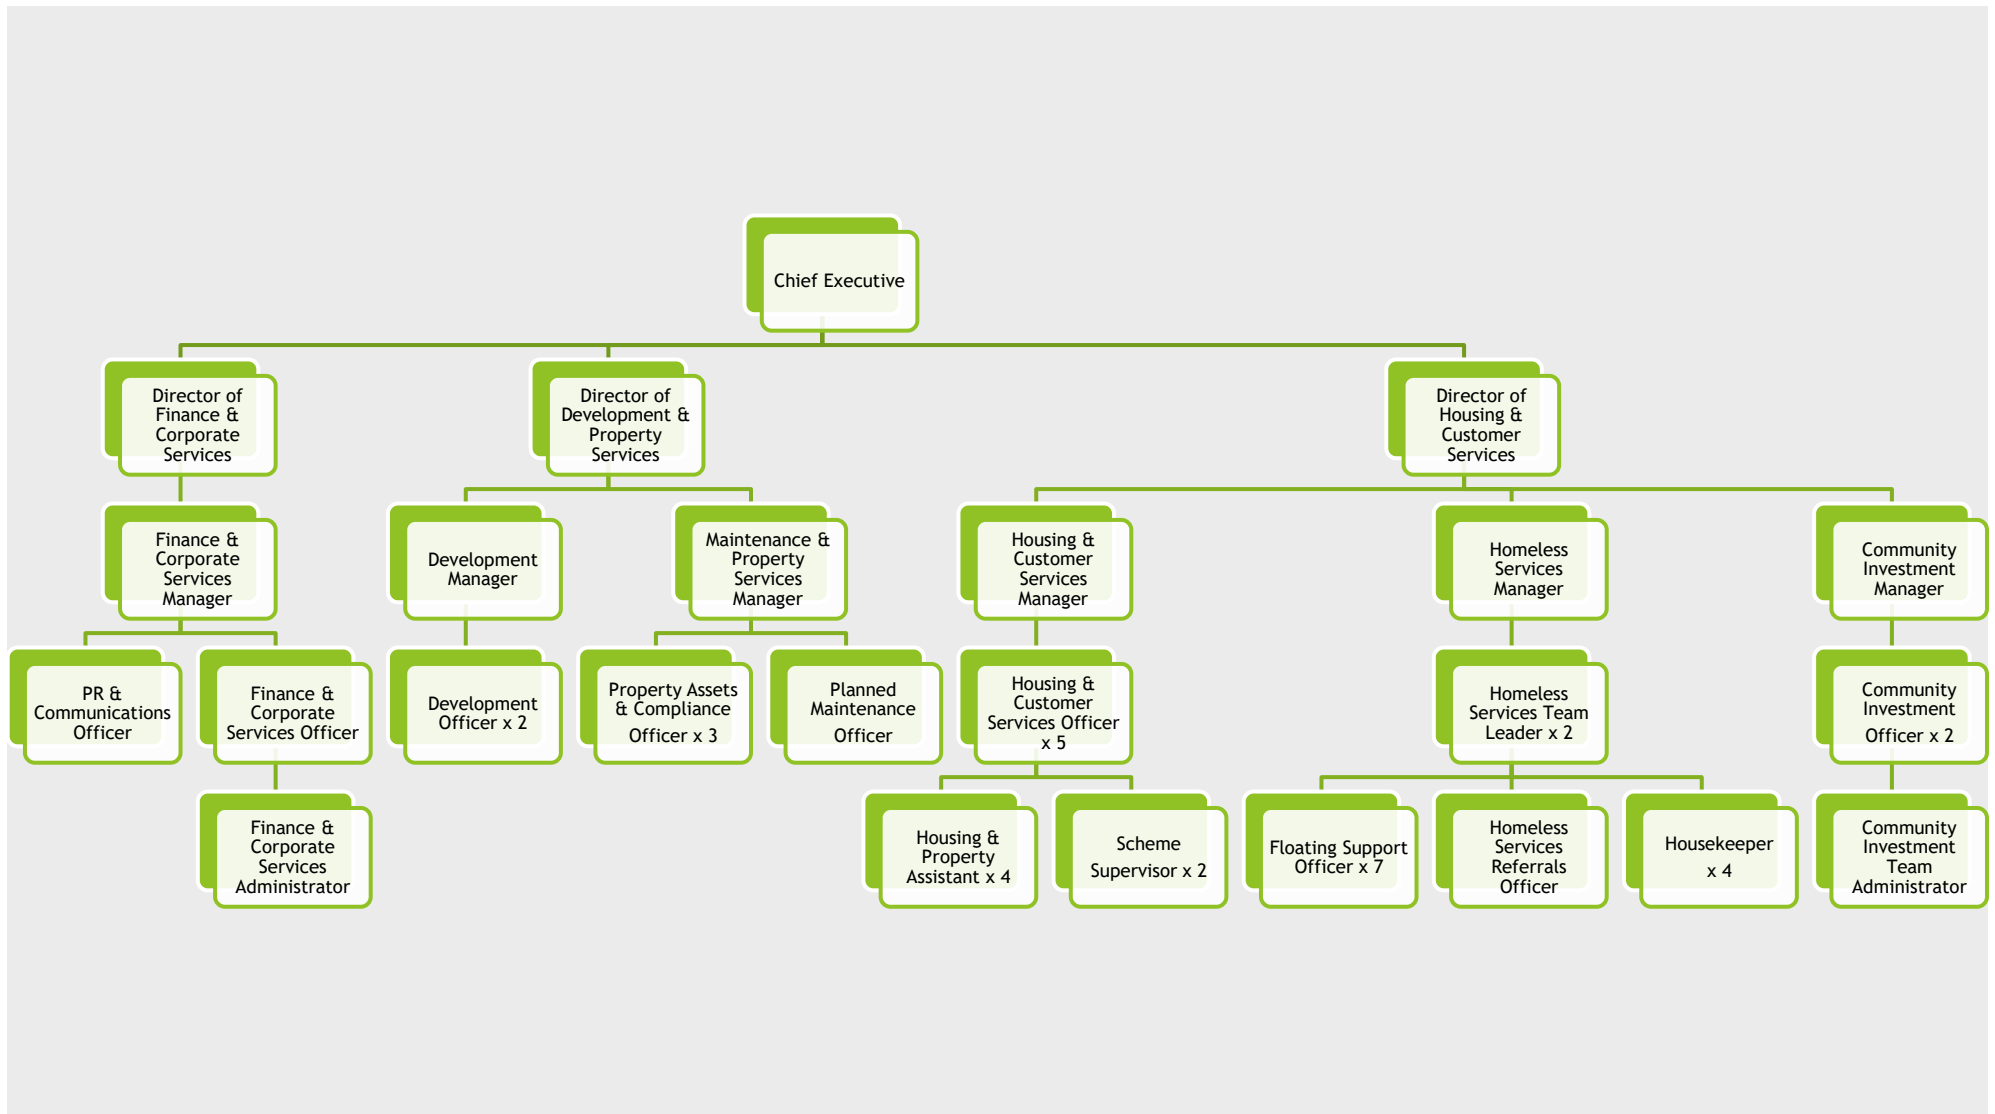 Chief Executive
Director of
Finance &
Corporate
Services
Director of
Development &
Property
Services
Director of
Housing &
Customer
Services
Finance &
Corporate
Services
Manager
Development
Manager
Maintenance &
Property
Services
Manager
Housing &
Customer
Services
Manager
Homeless
Services
Manager
Community
Investment
Manager
PR &
Communications
Officer
Finance &
Corporate
Services Officer
Development
Officer x 2
Property Assets
& Compliance
Officer x 3
Planned
Maintenance
Officer
Housing &
Customer
Services Officer
x 5
Homeless
Services Team
Leader x 2
Community
Investment
Officer x 2
Finance &
Corporate
Services
Administrator
Housing &
Property
Assistant x 4
Scheme
Supervisor x 2
Floating Support
Officer x 7
Homeless
Services
Referrals
Officer
Housekeeper
x 4
Community
Investment
Team
Administrator